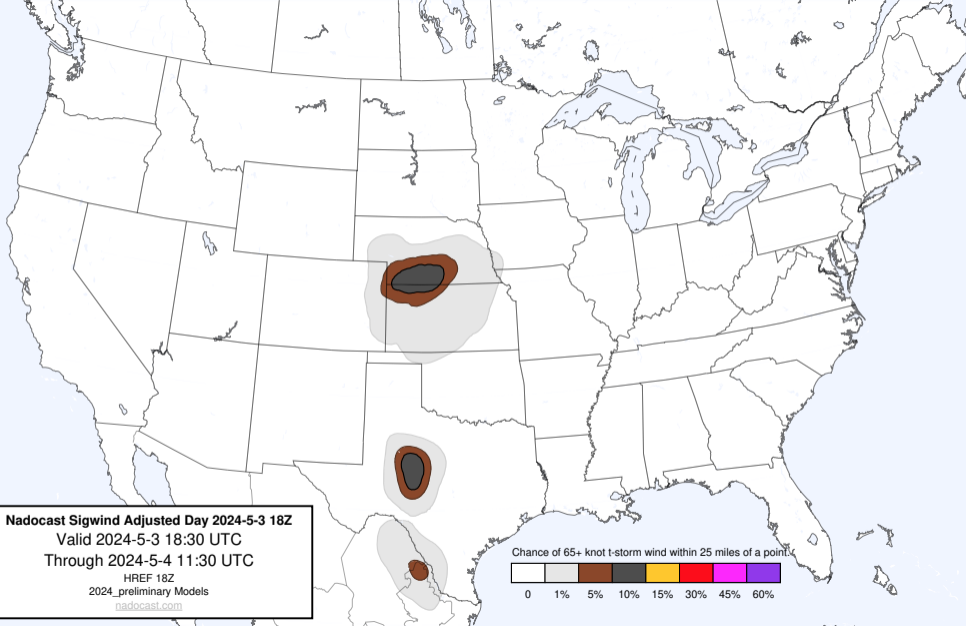 Nadocast Sigwind Adjusted Day 2024-5-3 18Z
Valid 2024-5-3 18:30 UTC
Through 2024-5-4 11:30 UTC
HREF 18Z
2024_preliminary Models
nadocast.com
Chance of 65+ knot t-storm wind within 25 miles of a point.
0 1% 5% 10% 15% 30% 45% 60%